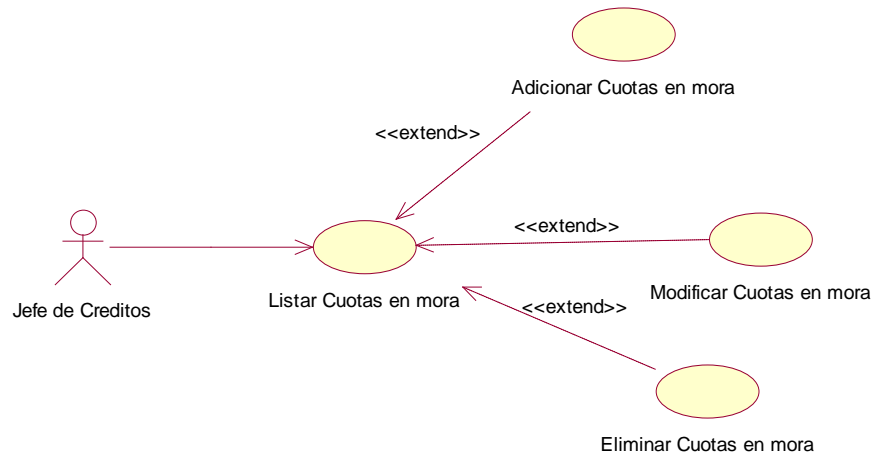 Adicionar Cuotas en mora
<<extend>>
<<extend>>
Jefe de Creditos
Listar Cuotas en mora
Modificar Cuotas en mora
<<extend>>
Eliminar Cuotas en mora